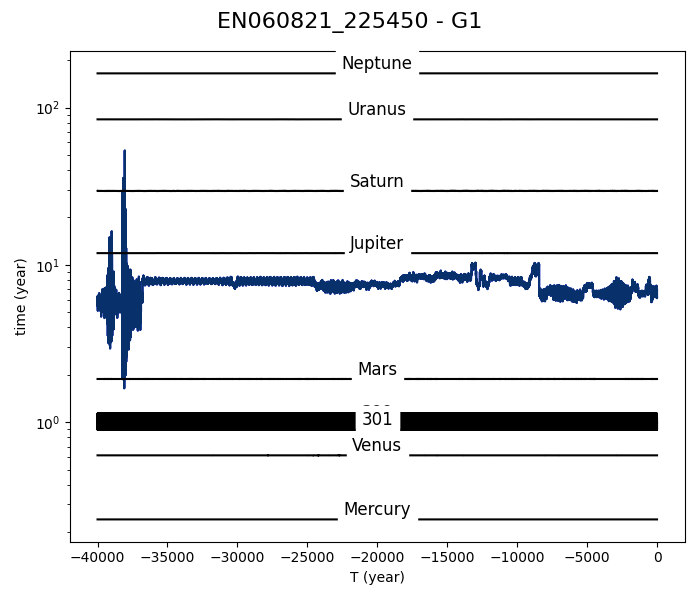 EN060821_225450 - G1
Neptune
Uranus
Saturn
Jupiter
Mars
301
Venus
Mercury
10²
10¹
10⁰
time (year)
−40000 −35000 −30000 −25000 −20000 −15000 −10000 −5000 0
T (year)